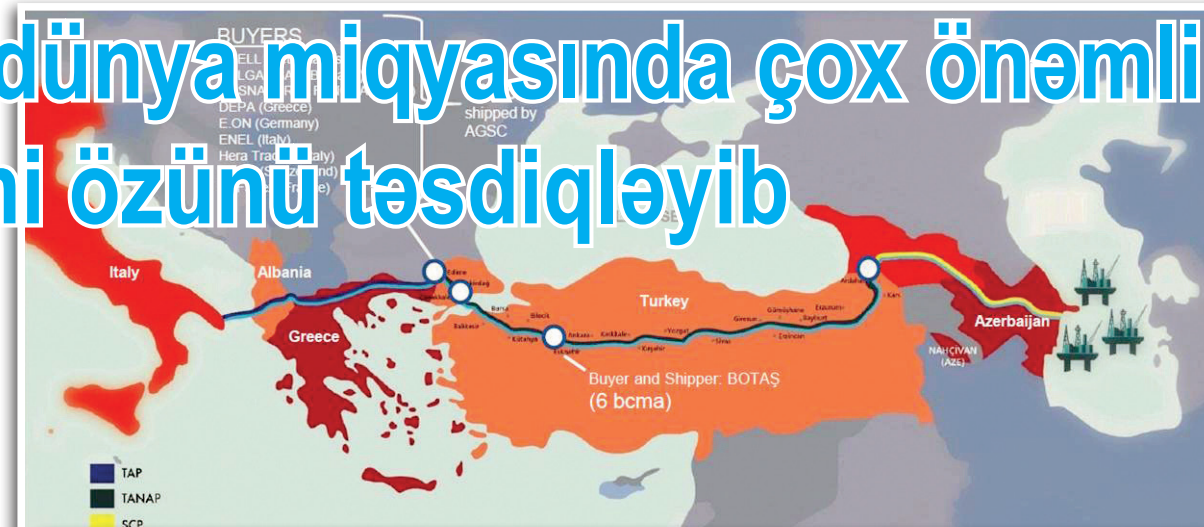 dünya miqyasında çox önəmli
özünü təsdiqləyib
BUYERS
DEPA (Greece)
E.ON (Germany)
ENEL (Italy)
Hera
shipped by
AGSC
Italy
Albania
Greece
Turkey
Azerbaijan
NAHÇIVAN
(AZE)
Edirne
Bursa
Bilecik
Balıkesir
Kütahya
Eskişehir
Ankara
Kırıkkale
Kırşehir
Yozgat
Sivas
Giresun
Gümüşhane
Bayburt
Erzincan
Erzurum
Ardahan
Kars
Buyer and Shipper: BOTAŞ
(6 bcma)
TAP
TANAP
SCP